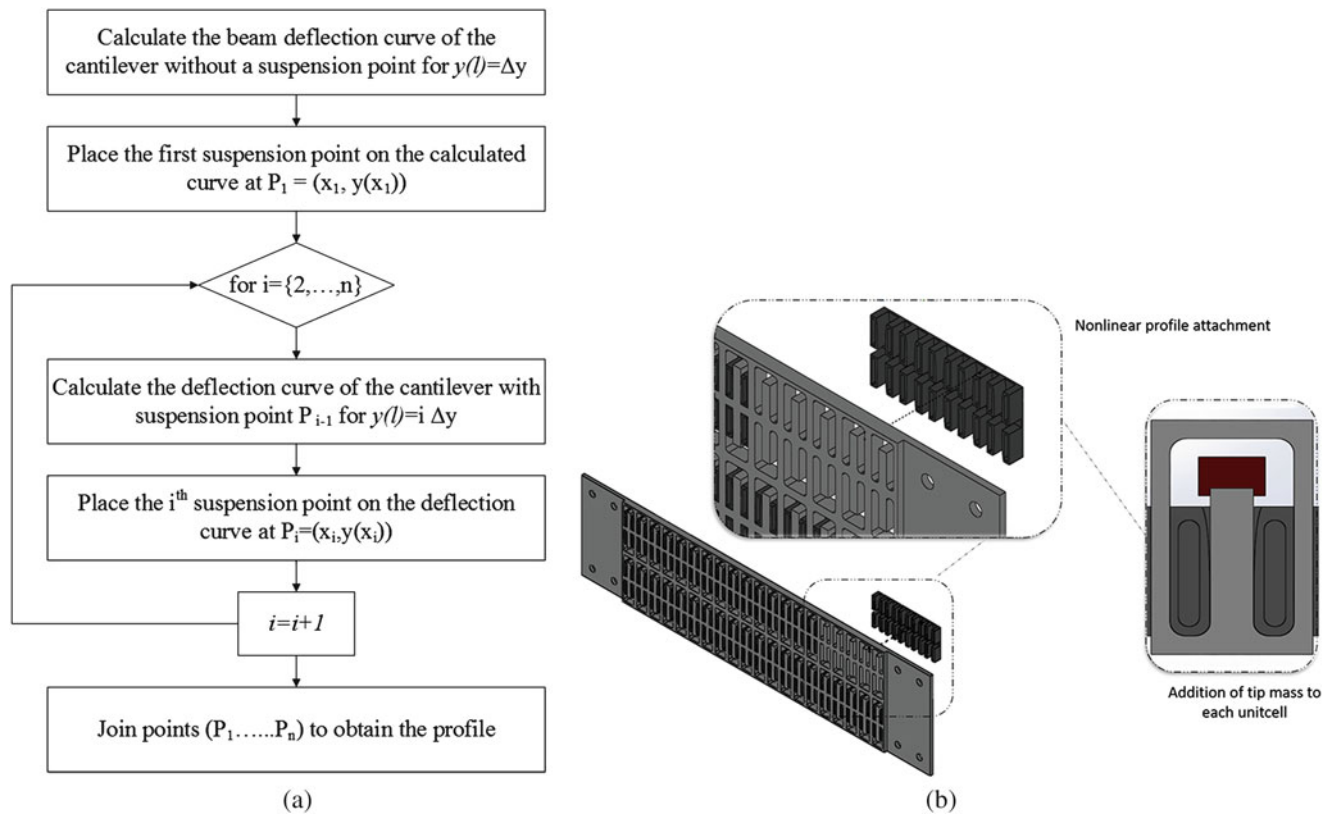 Calculate the beam deflection curve of the
cantilever without a suspension point for y(l)=Δy
Place the first suspension point on the calculated
curve at P₁ = (x₁, y(x₁))
for i={2,…,n}
Calculate the deflection curve of the cantilever with
suspension point P ᵢ₋₁ for y(l)=i Δy
Place the iᵗʰ suspension point on the deflection
curve at Pᵢ=(xᵢ,y(xᵢ))
i=i+1
Join points (P₁…...Pₙ) to obtain the profile
(a)
Nonlinear profile attachment
Addition of tip mass to
each unitcell
(b)